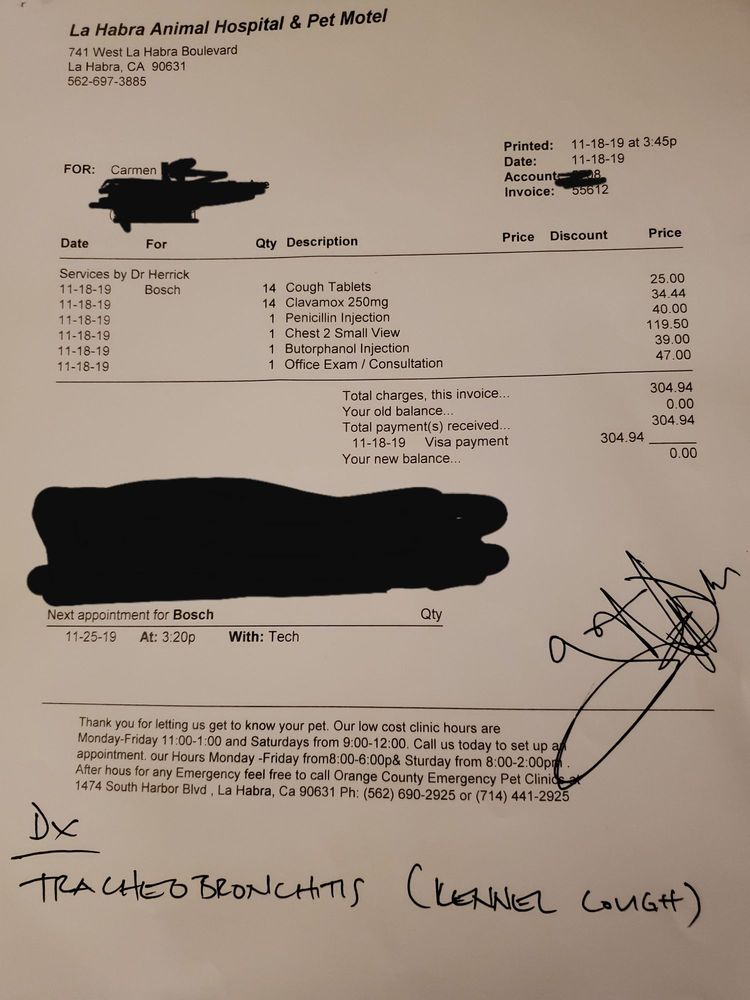 La Habra Animal Hospital & Pet Motel
741 West La Habra Boulevard
La Habra, CA 90631
562-697-3885
Printed: 11-18-19 at 3:45p
FOR: Carmen
Date: 11-18-19
Account:
Invoice: 55612
Date For Qty Description Price Discount Price
Services by Dr Herrick
11-18-19 Bosch 14 Cough Tablets 25.00
11-18-19 14 Clavamox 250mg 34.44
11-18-19 1 Penicillin Injection 40.00
11-18-19 1 Chest 2 Small View 119.50
11-18-19 1 Butorphanol Injection 39.00
11-18-19 1 Office Exam / Consultation 47.00
Total charges, this invoice... 304.94
Your old balance... 0.00
Total payment(s) received... 304.94
11-18-19 Visa payment 304.94
Your new balance... 0.00
Next appointment for Bosch Qty
11-25-19 At: 3:20p With: Tech
Thank you for letting us get to know your pet. Our low cost clinic hours are
Monday-Friday 11:00-1:00 and Saturdays from 9:00-12:00. Call us today to set up an
appointment. our Hours Monday -Friday from8:00-6:00p& Sturday from 8:00-2:00pm .
After hous for any Emergency feel free to call Orange County Emergency Pet Clinics at
1474 South Harbor Blvd , La Habra, Ca 90631 Ph: (562) 690-2925 or (714) 441-2925
DX
TRACHEOBRONCHITIS (KENNEL COUGH)